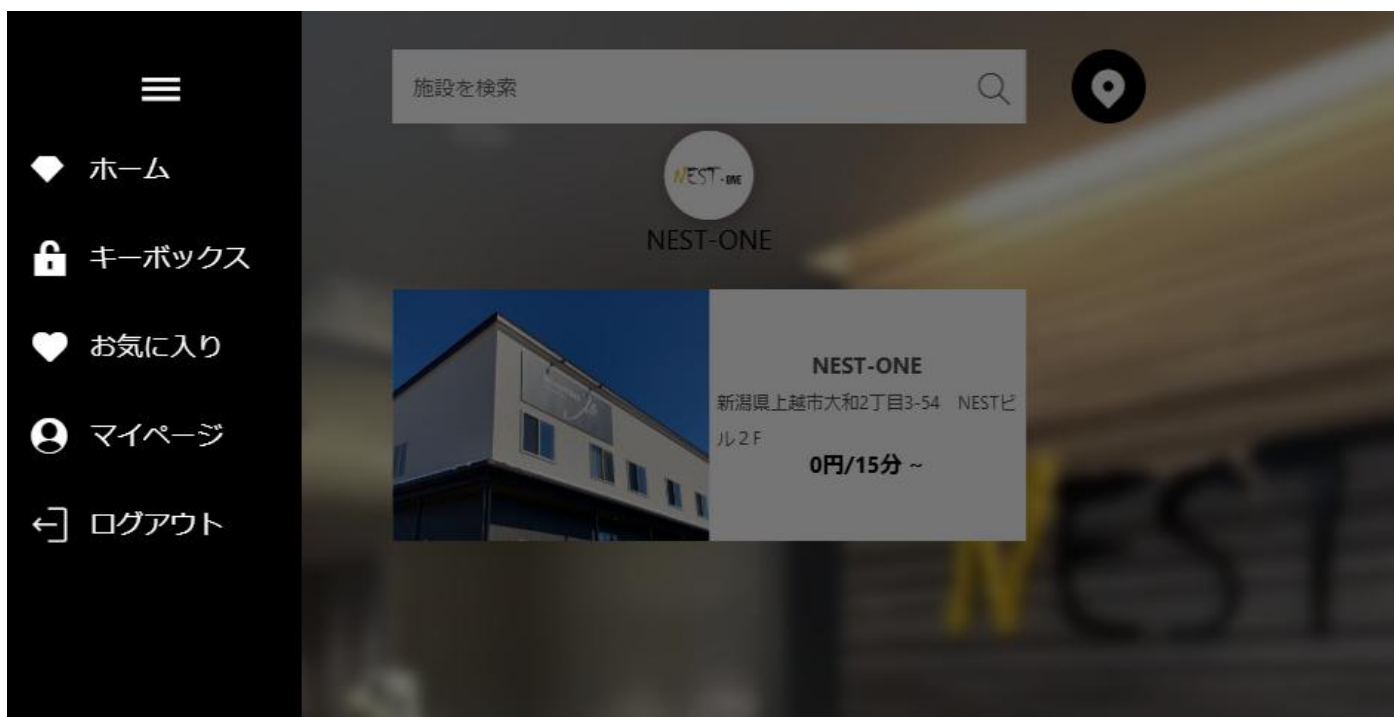 施設を検索
NEST-ONE
NEST-ONE
ホーム
キーボックス
お気に入り
マイページ
ログアウト
NEST-ONE
新潟県上越市大和2丁目3-54　NESTビ
ル2F
0円/15分 ~
NEST